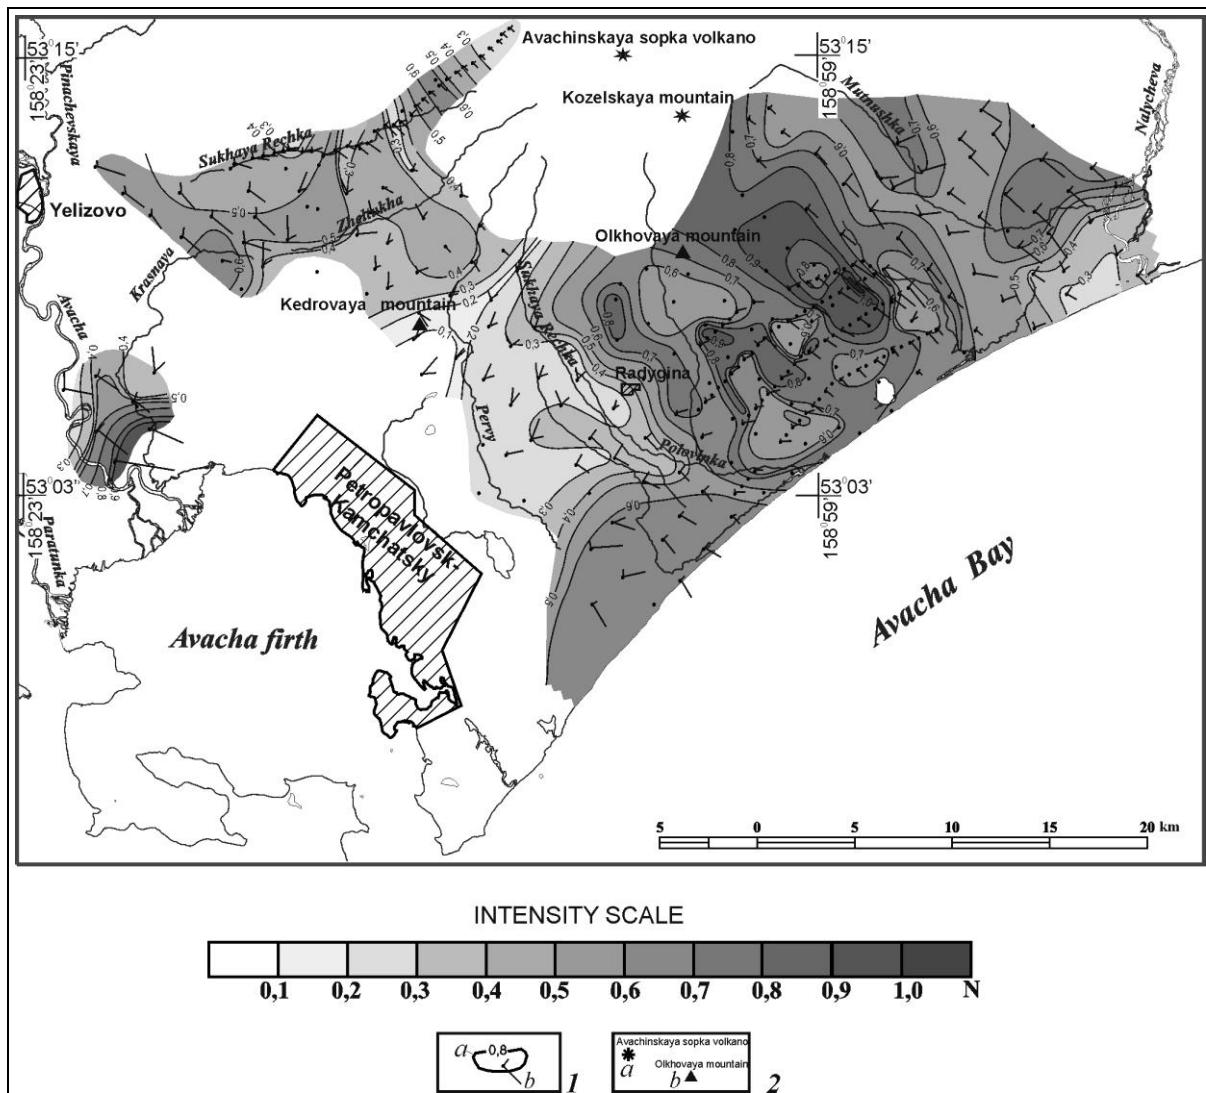 Avachinskaya sopka volkano
53°15'
53°15'
158°23'
158°59'
Kozelskaya mountain
Pinachevskaya
Mutnushka
Nalycheva
Sukhaya Rechka
Yelizovo
Zheltukha
Olkhovaya mountain
Krasnaya
Sukhaya Rechka
Avacha
Kedrovaya mountain
Radygina
Pervy
Polovinka
53°03"
53°03'
158°23'
158°59'
Paratunka
Petropavlovsk-
Kamchatsky
Avacha firth
Avacha Bay
5 0 5 10 15 20 km
INTENSITY SCALE
0,1 0,2 0,3 0,4 0,5 0,6 0,7 0,8 0,9 1,0 N
a 0,8 b 1
Avachinskaya sopka volkano
a
Olkhovaya mountain
b 2